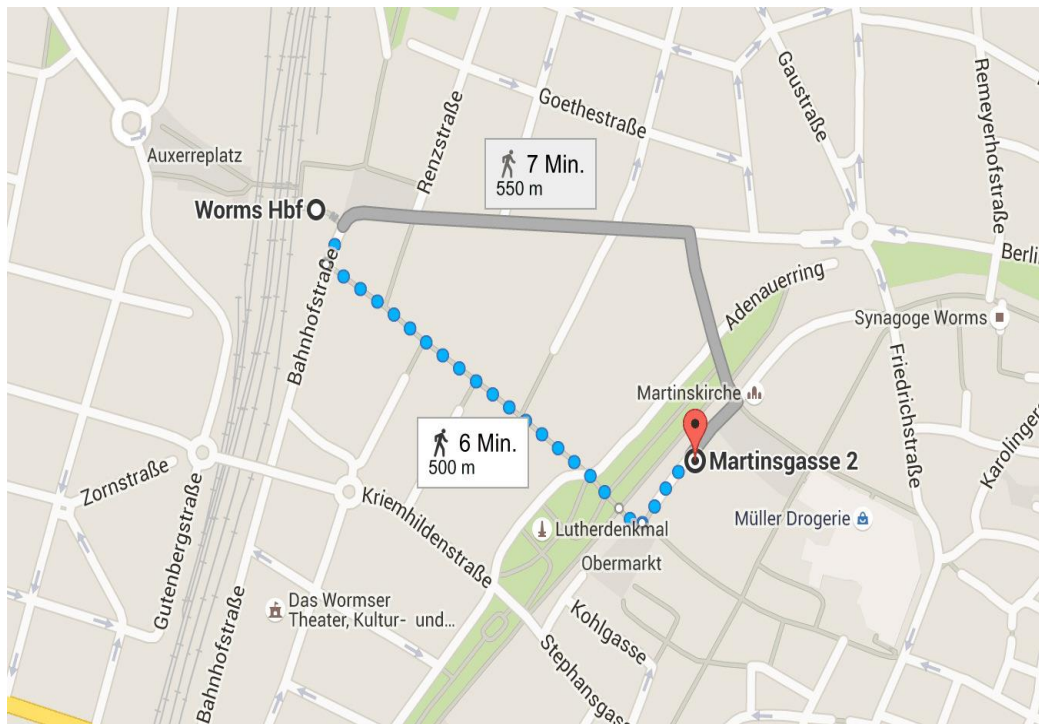 Goethestraße
Gaustraße
Remeyerhofstraße
Renzstraße
Auxerreplatz
7 Min.
550 m
Worms Hbf
Berlin
Adenauerring
Bahnhofstraße
Synagoge Worms
Friedrichstraße
Martinskirche
Karolinger
6 Min.
500 m
Martinsgasse 2
Zornstraße
Kriemhildenstraße
Müller Drogerie
Lutherdenkmal
Obermarkt
Gutenbergstraße
Das Wormser
Theater, Kultur- und...
Kohlgasse
Bahnhofstraße
Stephansgasse